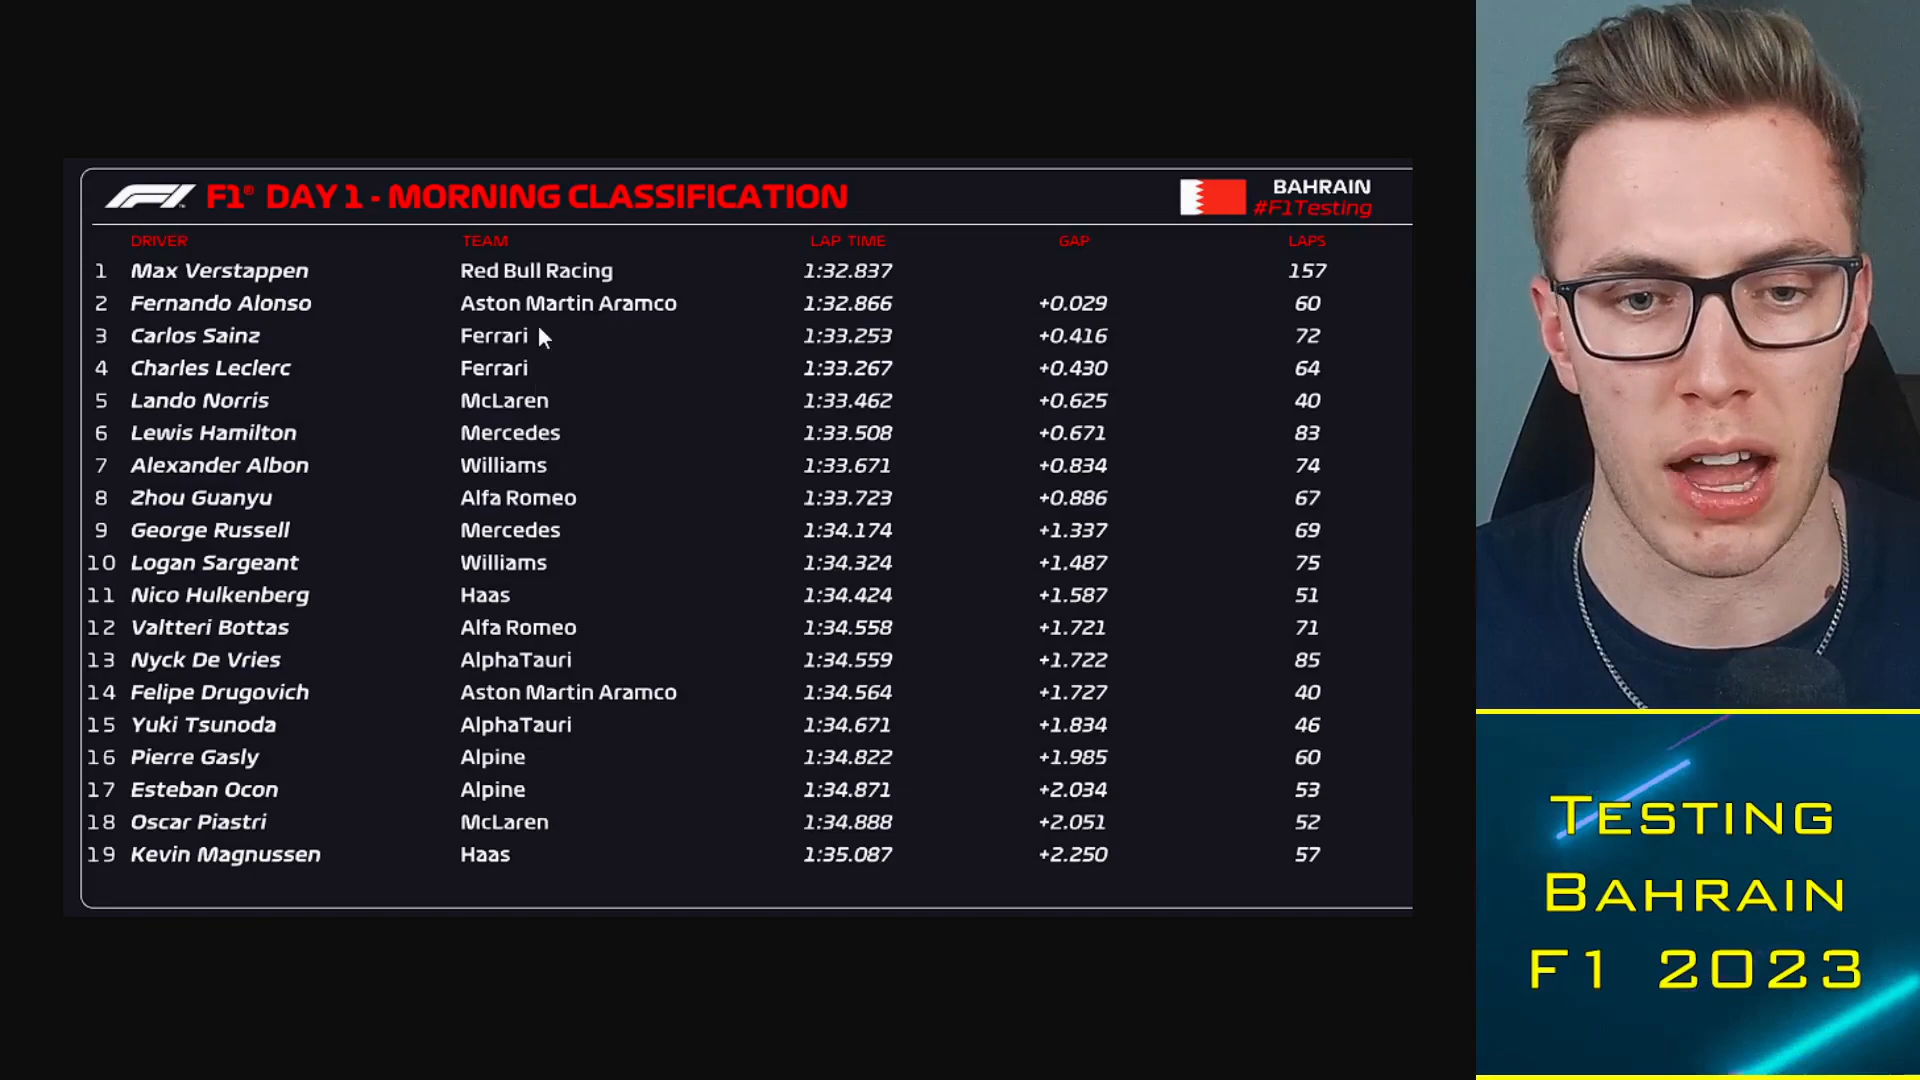 F1® DAY 1 - MORNING CLASSIFICATION
BAHRAIN
#F1Testing
DRIVER TEAM LAP TIME GAP LAPS
1 Max Verstappen Red Bull Racing 1:32.837 157
2 Fernando Alonso Aston Martin Aramco 1:32.866 +0.029 60
3 Carlos Sainz Ferrari 1:33.253 +0.416 72
4 Charles Leclerc Ferrari 1:33.267 +0.430 64
5 Lando Norris McLaren 1:33.462 +0.625 40
6 Lewis Hamilton Mercedes 1:33.508 +0.671 83
7 Alexander Albon Williams 1:33.671 +0.834 74
8 Zhou Guanyu Alfa Romeo 1:33.723 +0.886 67
9 George Russell Mercedes 1:34.174 +1.337 69
10 Logan Sargeant Williams 1:34.324 +1.487 75
11 Nico Hulkenberg Haas 1:34.424 +1.587 51
12 Valtteri Bottas Alfa Romeo 1:34.558 +1.721 71
13 Nyck De Vries AlphaTauri 1:34.559 +1.722 85
14 Felipe Drugovich Aston Martin Aramco 1:34.564 +1.727 40
15 Yuki Tsunoda AlphaTauri 1:34.671 +1.834 46
16 Pierre Gasly Alpine 1:34.822 +1.985 60
17 Esteban Ocon Alpine 1:34.871 +2.034 53
18 Oscar Piastri McLaren 1:34.888 +2.051 52
19 Kevin Magnussen Haas 1:35.087 +2.250 57
TESTING
BAHRAIN
F1 2023